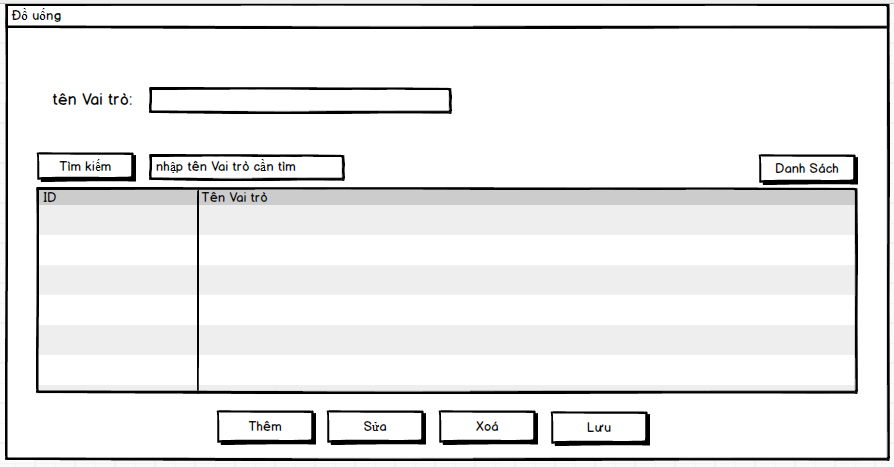 Đồ uống
tên Vai trò:
Tìm kiếm nhập tên Vai trò cần tìm Danh Sách
ID Tên Vai trò
Thêm Sửa Xoá Lưu